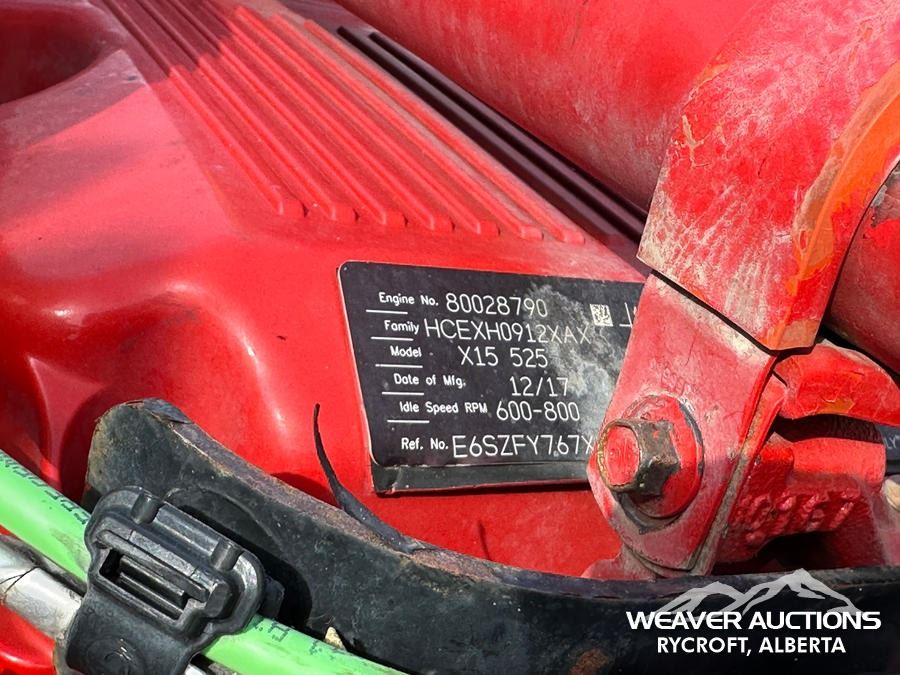 Engine No. 80028790
Family HCEXH0912XAX
Model X15 525
Date of Mfg. 12/17
Idle Speed RPM 600-800
Ref. No. E6SZFY767X
WEAVER AUCTIONS
RYCROFT, ALBERTA